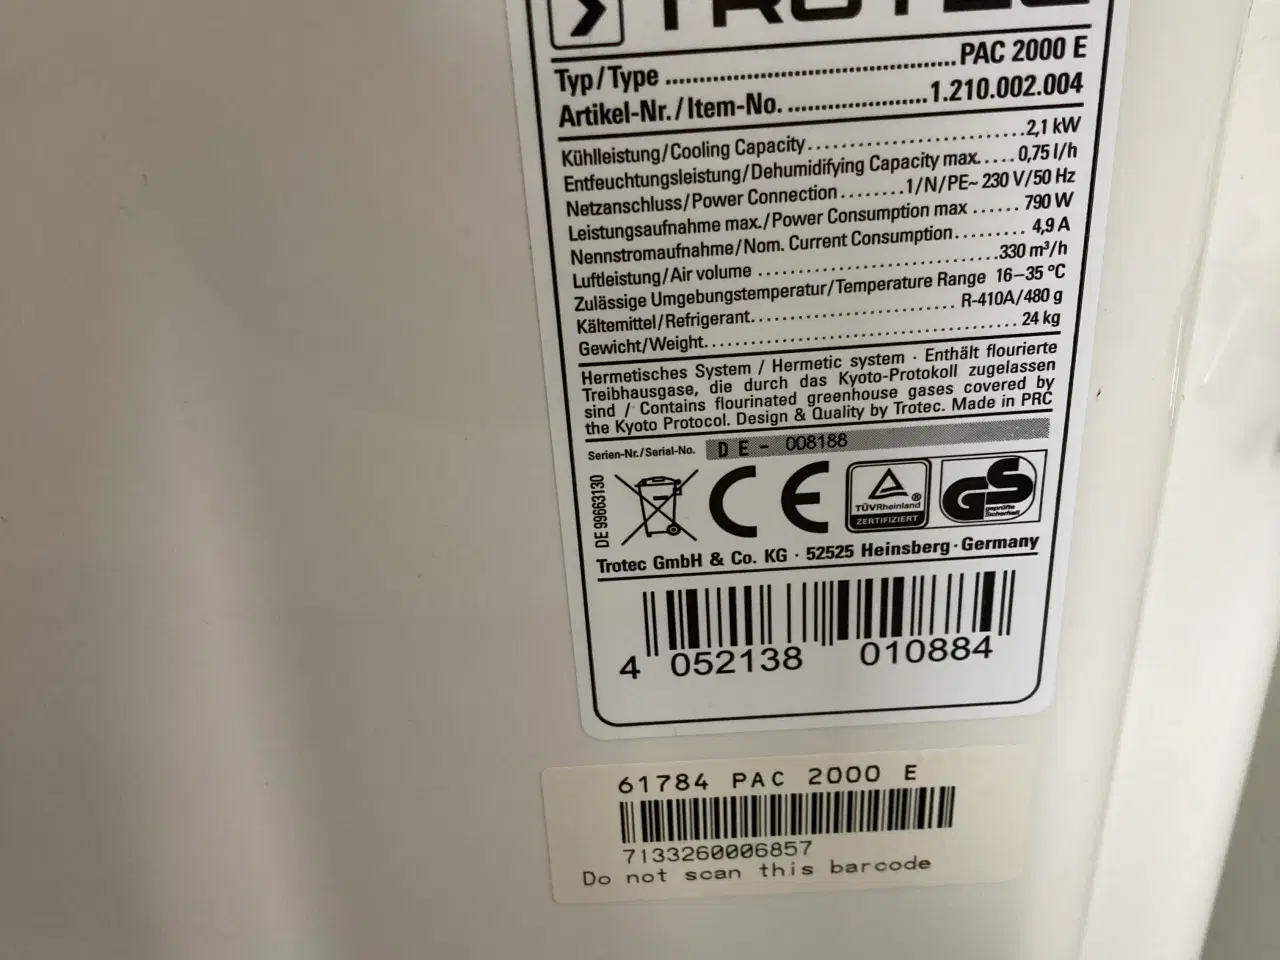 TROTEC
Typ/Type ........................................PAC 2000 E
Artikel-Nr./Item-No. ....................1.210.002.004
Kühlleistung/Cooling Capacity..........................2,1 kW
Entfeuchtungsleistung/Dehumidifying Capacity max.....0,75 l/h
Netzanschluss/Power Connection........1/N/PE~ 230 V/50 Hz
Leistungsaufnahme max./Power Consumption max ...... 790 W
Nennstromaufnahme/Nom. Current Consumption......... 4,9 A
Luftleistung/Air volume ...............................330 m³/h
Zulässige Umgebungstemperatur/Temperature Range 16–35 °C
Kältemittel/Refrigerant.......................... R-410A/480 g
Gewicht/Weight........................................ 24 kg
Hermetisches System / Hermetic system · Enthält flourierte
Treibhausgase, die durch das Kyoto-Protokoll zugelassen
sind / Contains flourinated greenhouse gases covered by
the Kyoto Protocol. Design & Quality by Trotec. Made in PRC
Serien-Nr./Serial-No. DE - 008188
DE 99663130
CE
TÜVRheinland ®
ZERTIFIZIERT
GS
geprüfte
Sicherheit
Trotec GmbH & Co. KG · 52525 Heinsberg · Germany
4 052138 010884
61784 PAC 2000 E
7133260006857
Do not scan this barcode